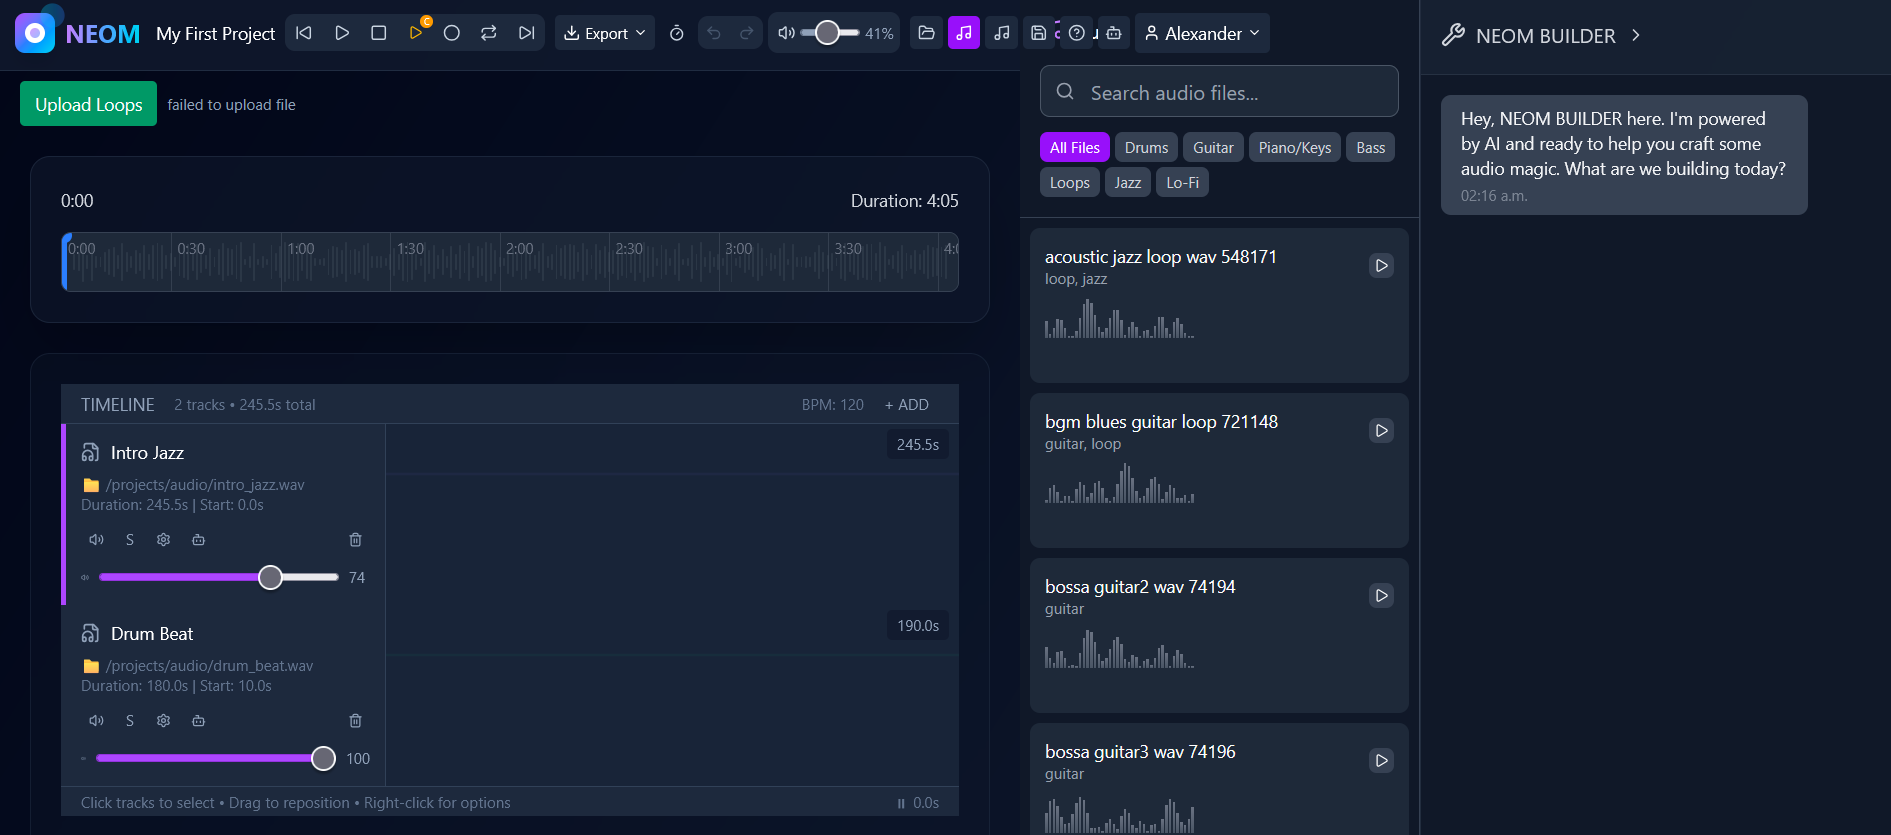 NEOM
My First Project
C
Export
41%
Alexander
NEOM BUILDER
Upload Loops
failed to upload file
Search audio files...
All Files
Drums
Guitar
Piano/Keys
Bass
Loops
Jazz
Lo-Fi
Hey, NEOM BUILDER here. I'm powered
by AI and ready to help you craft some
audio magic. What are we building today?
02:16 a.m.
0:00
Duration: 4:05
0:00
0:30
1:00
1:30
2:00
2:30
3:00
3:30
TIMELINE
2 tracks • 245.5s total
BPM: 120
+ ADD
Intro Jazz
/projects/audio/intro_jazz.wav
Duration: 245.5s | Start: 0.0s
S
74
245.5s
Drum Beat
/projects/audio/drum_beat.wav
Duration: 180.0s | Start: 10.0s
S
100
190.0s
Click tracks to select • Drag to reposition • Right-click for options
0.0s
acoustic jazz loop wav 548171
loop, jazz
bgm blues guitar loop 721148
guitar, loop
bossa guitar2 wav 74194
guitar
bossa guitar3 wav 74196
guitar